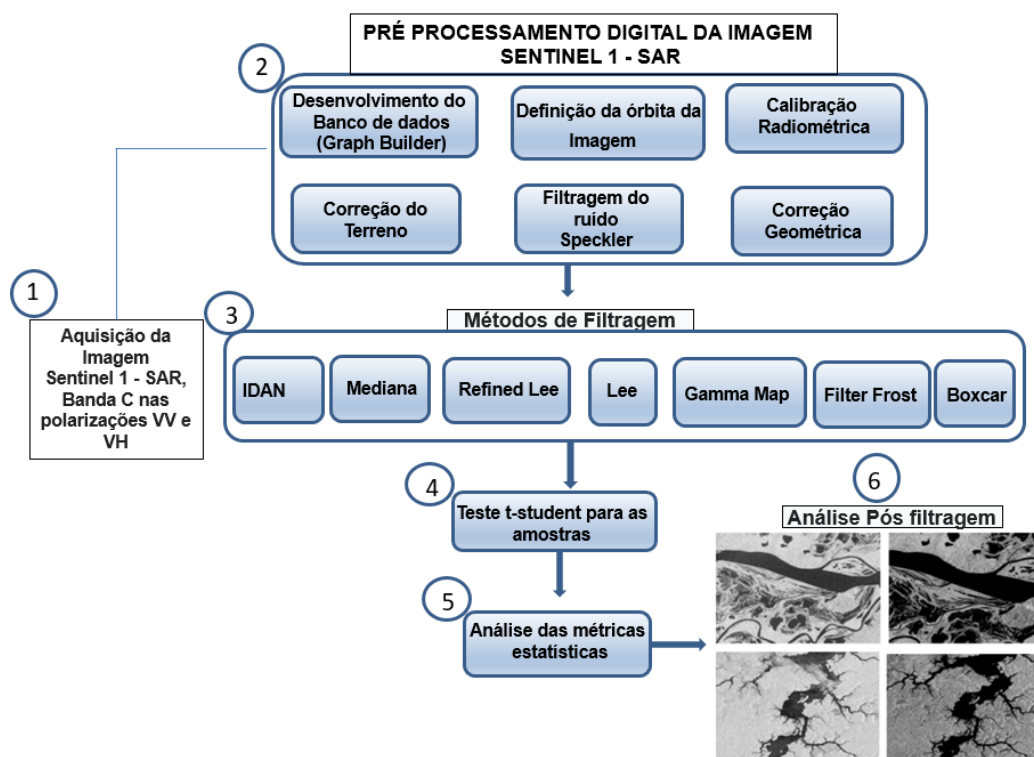 PRÉ PROCESSAMENTO DIGITAL DA IMAGEM
SENTINEL 1 - SAR
2
Desenvolvimento do
Banco de dados
(Graph Builder)
Definição da órbita da
Imagem
Calibração
Radiométrica
Correção do
Terreno
Filtragem do
ruído
Speckler
Correção
Geométrica
1
Aquisição da
Imagem
Sentinel 1 - SAR,
Banda C nas
polarizações VV e
VH
3
Métodos de Filtragem
IDAN
Mediana
Refined Lee
Lee
Gamma Map
Filter Frost
Boxcar
4
Teste t-student para as
amostras
5
Análise das métricas
estatísticas
6
Análise Pós filtragem